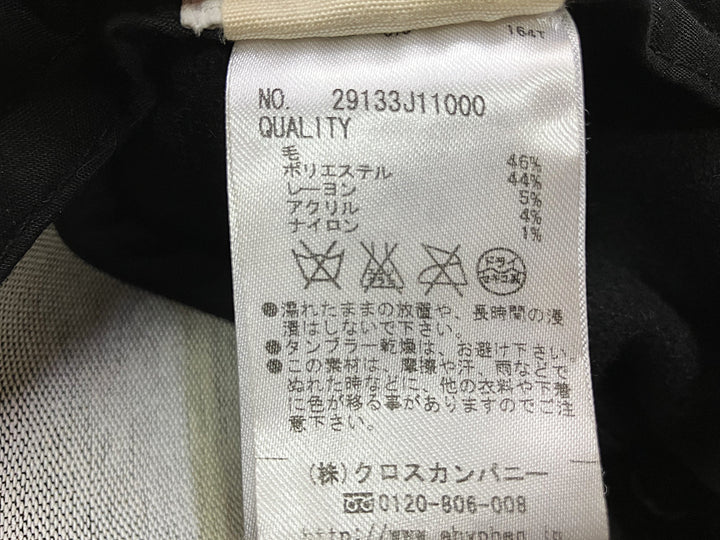 164T
NO. 29133J11000
QUALITY
毛 46%
ポリエステル 44%
レーヨン 5%
アクリル 4%
ナイロン 1%
ドライ
●濡れたままの放置や、長時間の浸
漬はしないで下さい。
●タンブラー乾燥は、お避け下さい。
●この素材は、摩擦や汗、雨などで
ぬれた時などに、他の衣料や下着
に色が移る事がありますのでご注
意下さい。
(株)クロスカンパニー
0120-806-008